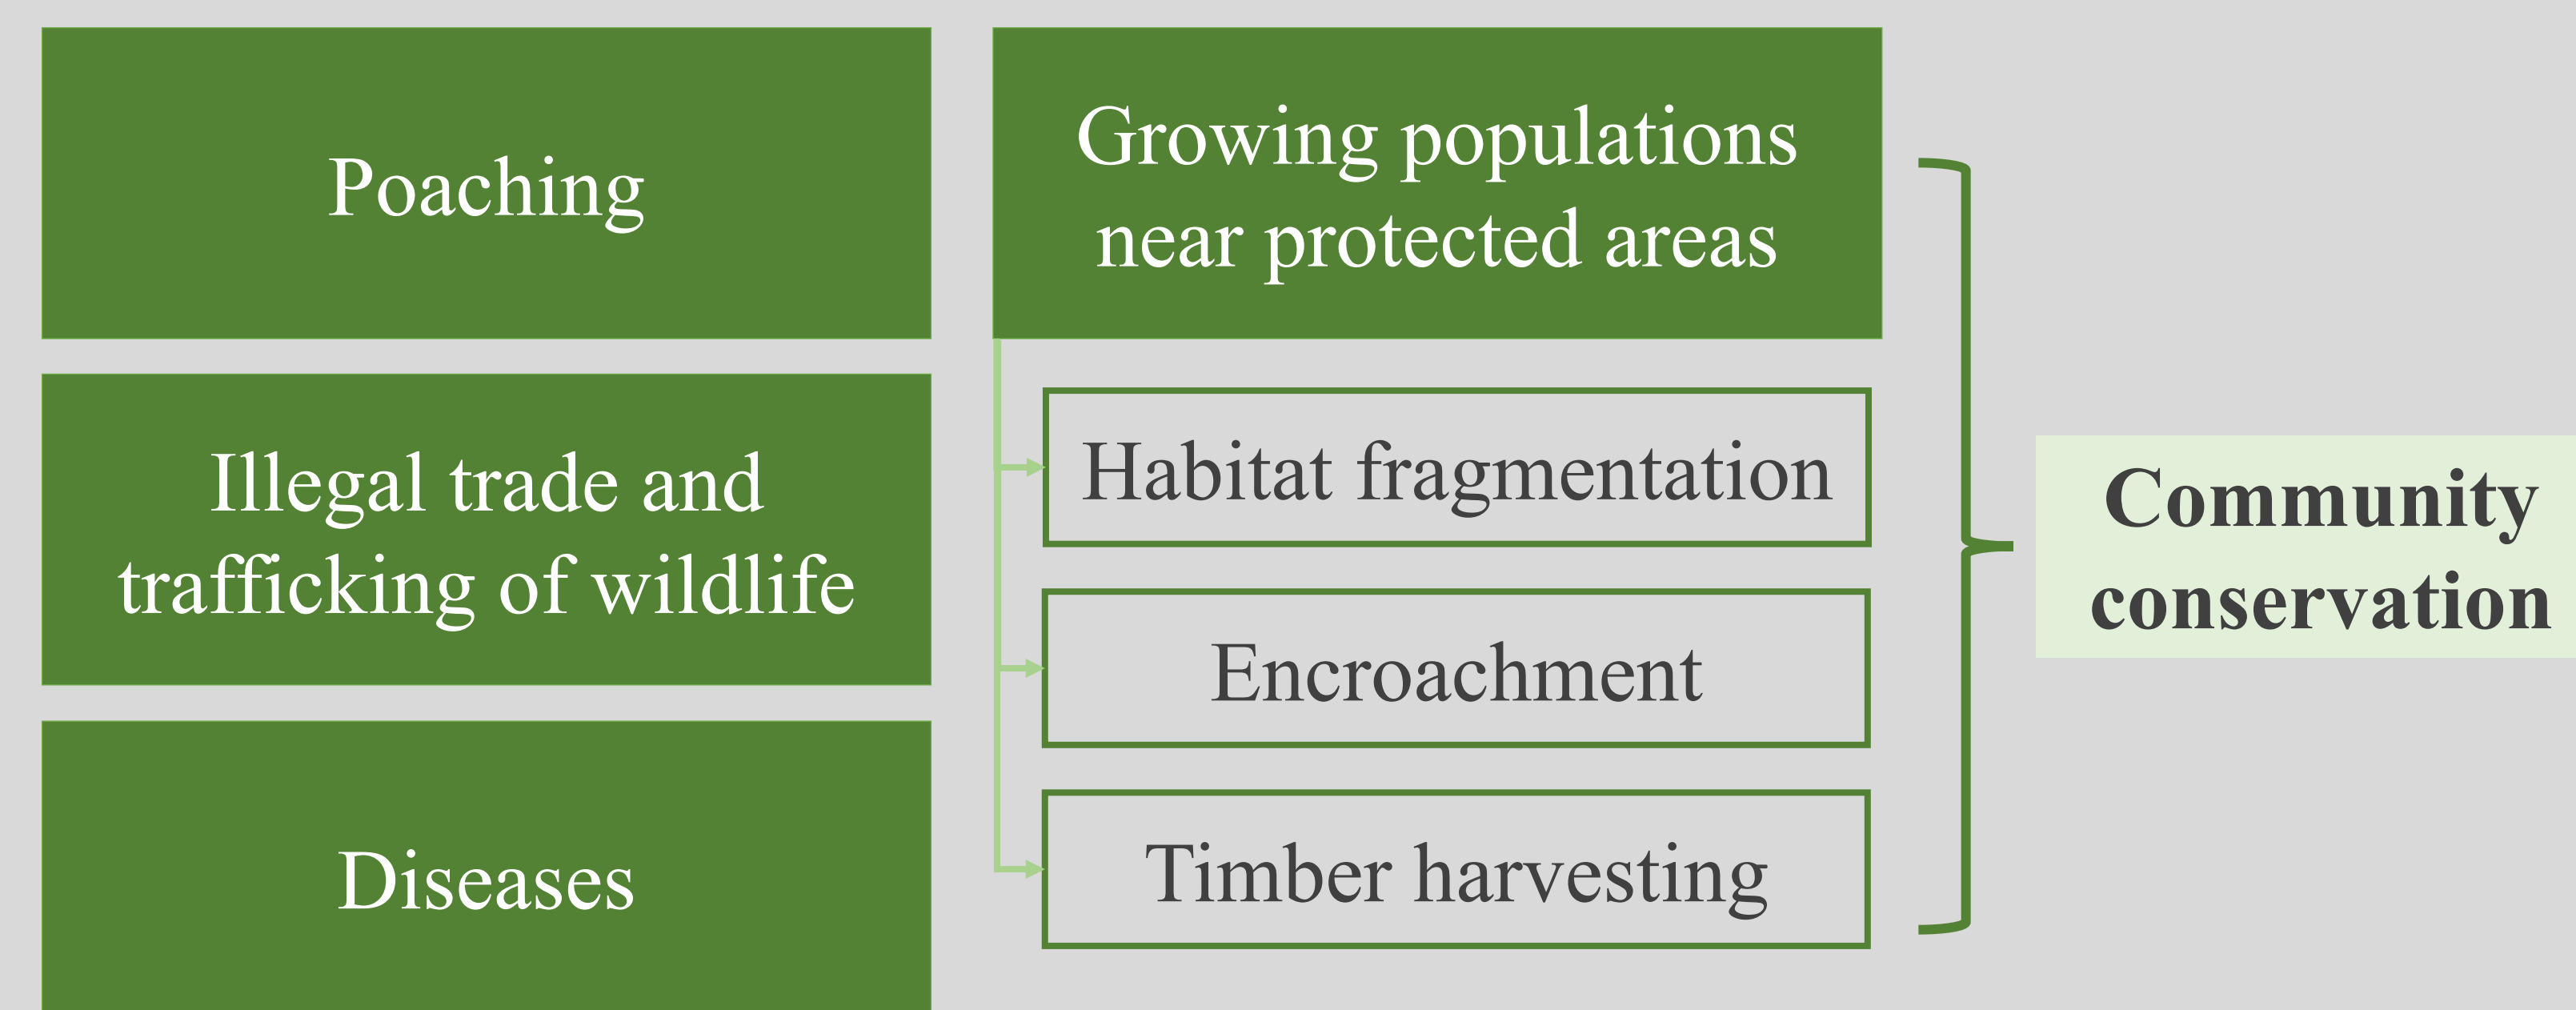 Poaching
Illegal trade and
trafficking of wildlife
Diseases
Growing populations
near protected areas
Habitat fragmentation
Encroachment
Timber harvesting
Community
conservation